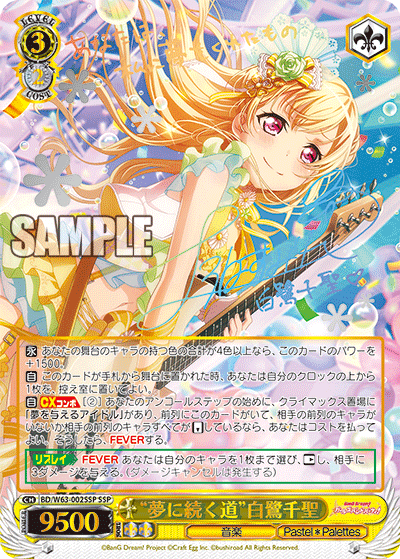 LEVEL
3
2
COST
SAMPLE
白鷺千聖
永 あなたの舞台のキャラの持つ色の合計が4色以上なら、このカードのパワーを
+1500。
自 このカードが手札から舞台に置かれた時、あなたは自分のクロックの上から
1枚を、控え室に置いてよい。
自 CXコンボ [②] あなたのアンコールステップの始めに、クライマックス置場に
「夢を与えるアイドル」があり、前列にこのカードがいて、相手の前列のキャラが
いないか相手の前列のキャラすべてが しているなら、あなたはコストを払ってよ
い。そうしたら、FEVERする。
リプレイ FEVER あなたは自分のキャラを1枚まで選び、 し、相手に
3ダメージを与える。(ダメージキャンセルは発生する)
CH BD/W63-002SSP SSP
“夢に続く道”白鷺千聖
9500
SOUL
音楽
Pastel*Palettes
©BanG Dream! Project ©Craft Egg Inc. ©bushiroad All Rights Reserved.